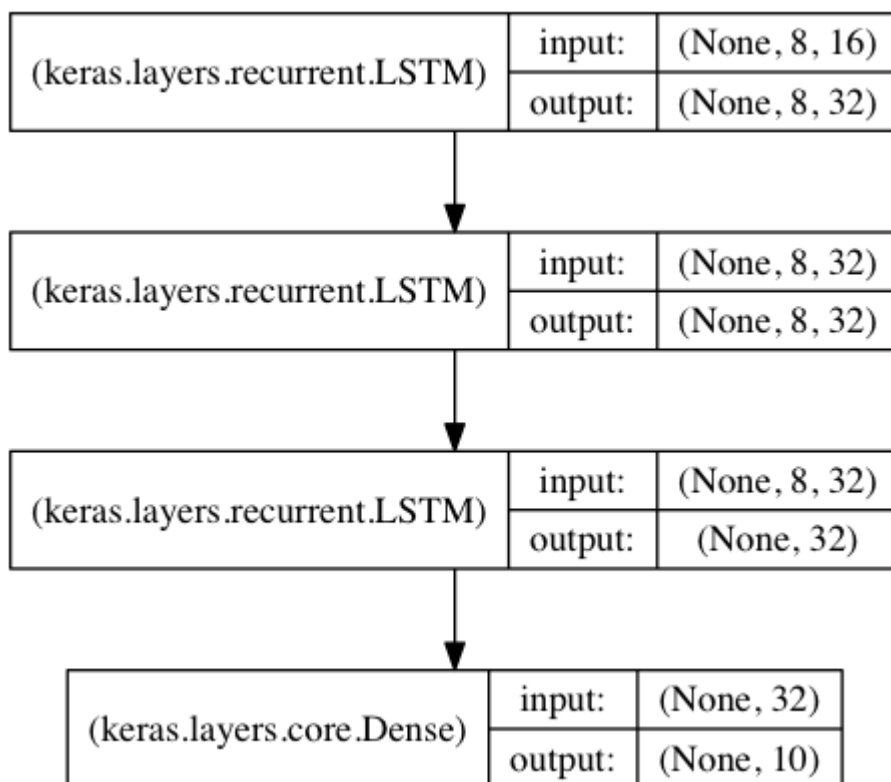 (keras.layers.recurrent.LSTM)
input: (None, 8, 16)
output: (None, 8, 32)
(keras.layers.recurrent.LSTM)
input: (None, 8, 32)
output: (None, 8, 32)
(keras.layers.recurrent.LSTM)
input: (None, 8, 32)
output: (None, 32)
(keras.layers.core.Dense)
input: (None, 32)
output: (None, 10)